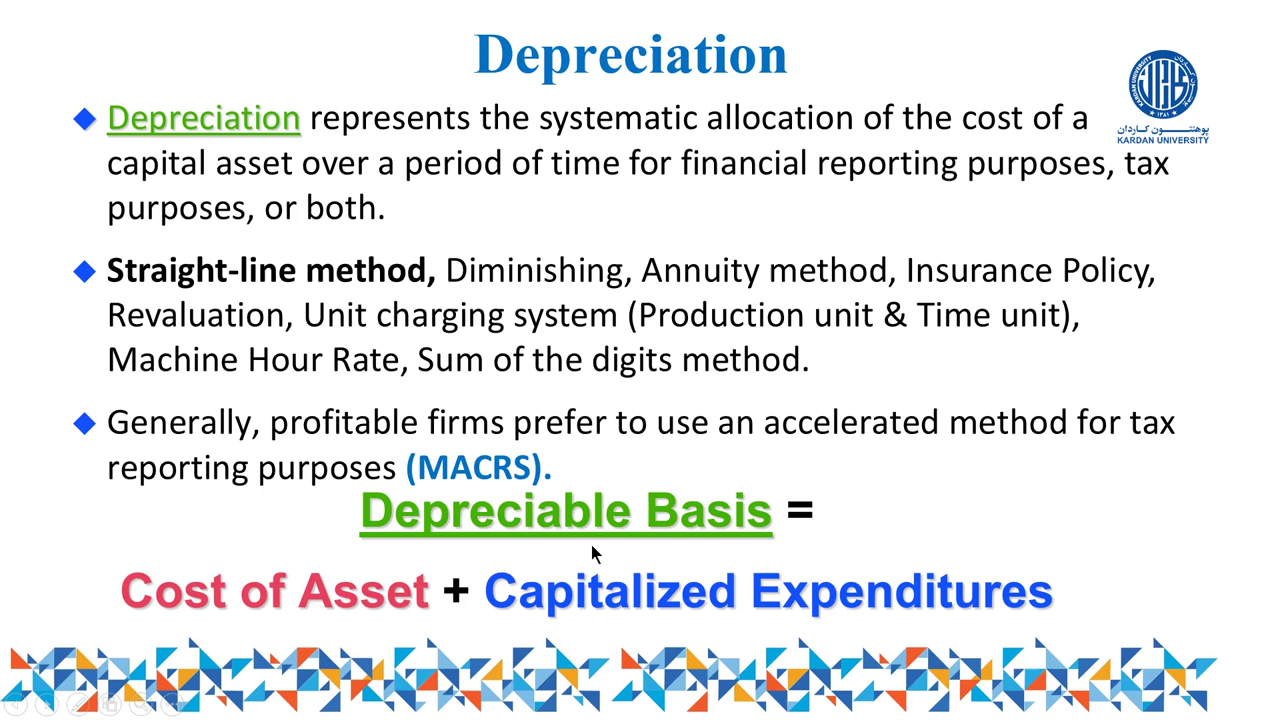 Depreciation
Depreciation represents the systematic allocation of the cost of a
capital asset over a period of time for financial reporting purposes, tax
purposes, or both.
Straight-line method, Diminishing, Annuity method, Insurance Policy,
Revaluation, Unit charging system (Production unit & Time unit),
Machine Hour Rate, Sum of the digits method.
Generally, profitable firms prefer to use an accelerated method for tax
reporting purposes (MACRS).
Depreciable Basis =
Cost of Asset + Capitalized Expenditures
پوهنتــــون کــاردان
KARDAN UNIVERSITY